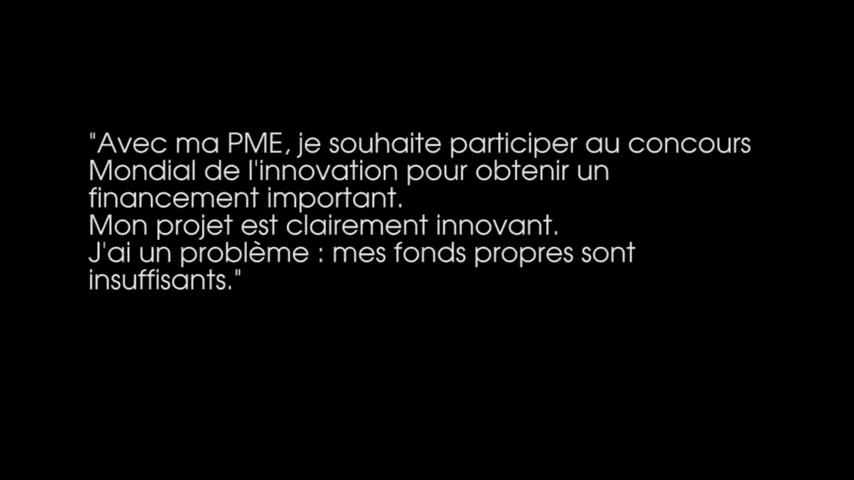 "Avec ma PME, je souhaite participer au concours
Mondial de l'innovation pour obtenir un
financement important.
Mon projet est clairement innovant.
J'ai un problème : mes fonds propres sont
insuffisants."